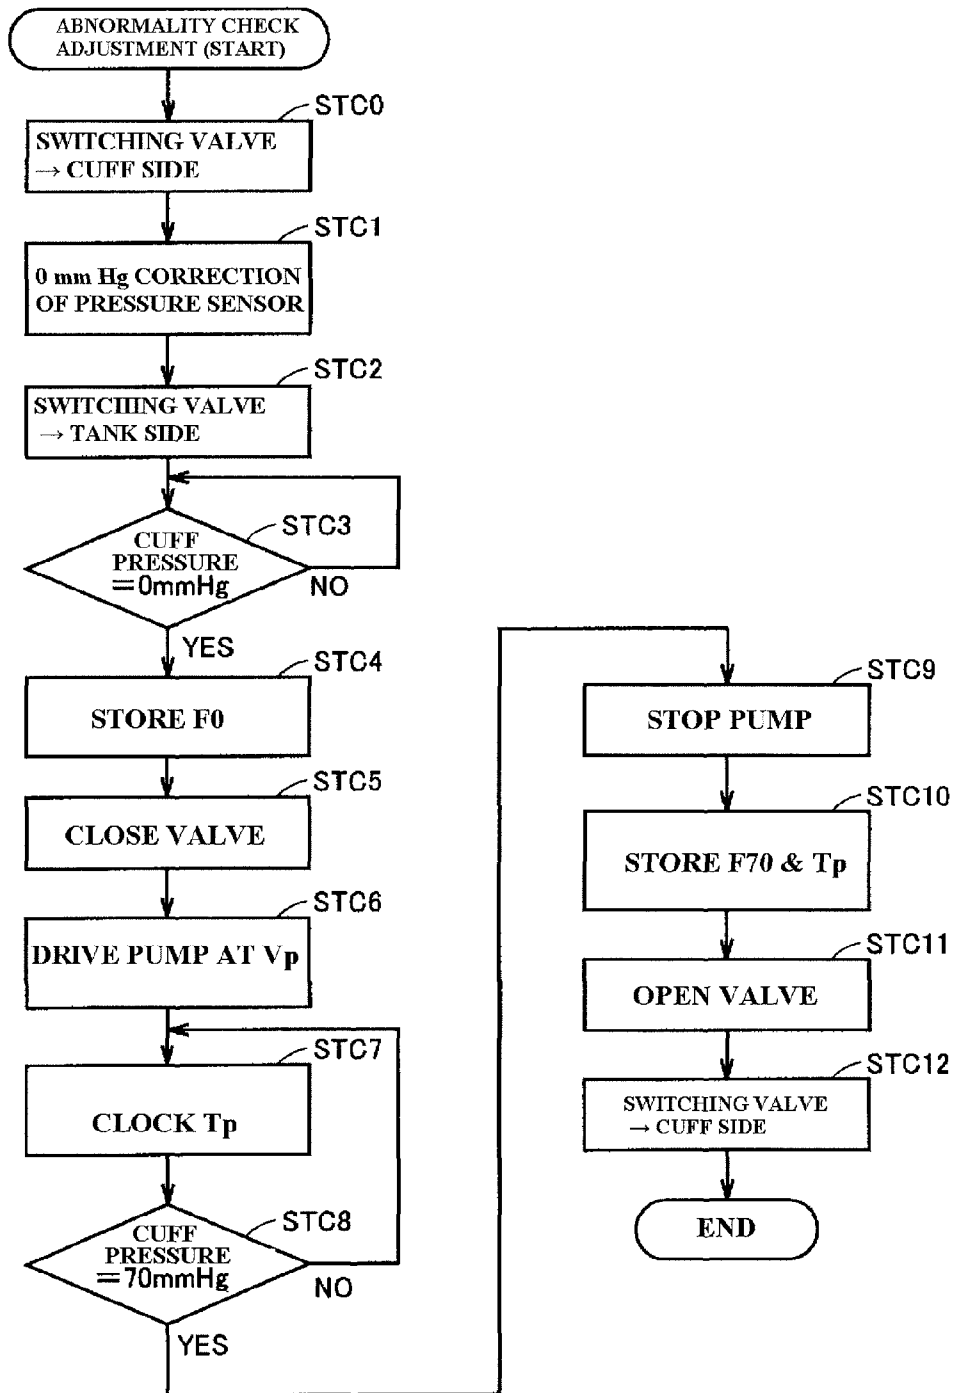 ABNORMALITY CHECK
ADJUSTMENT (START)
STC0
SWITCHING VALVE
→ CUFF SIDE
STC1
0 mm Hg CORRECTION
OF PRESSURE SENSOR
STC2
SWITCHING VALVE
→ TANK SIDE
STC3
CUFF
PRESSURE
=0mmHg
NO
YES
STC4
STORE F0
STC5
CLOSE VALVE
STC6
DRIVE PUMP AT Vp
STC7
CLOCK Tp
STC8
CUFF
PRESSURE
=70mmHg
NO
YES
STC9
STOP PUMP
STC10
STORE F70 & Tp
STC11
OPEN VALVE
STC12
SWITCHING VALVE
→ CUFF SIDE
END